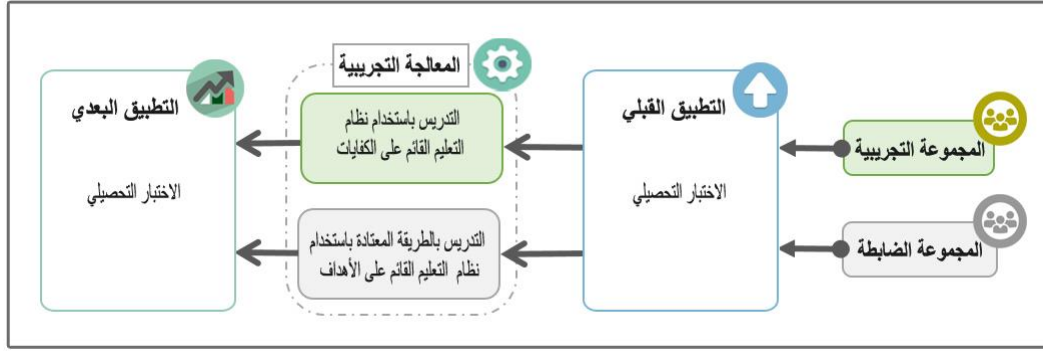 المجموعة التجريبية
المجموعة الضابطة
التطبيق القبلي
الاختبار التحصيلي
المعالجة التجريبية
التدريس باستخدام نظام
التعليم القائم على الكفايات
التدريس بالطريقة المعتادة باستخدام
نظام التعليم القائم على الأهداف
التطبيق البعدي
الاختبار التحصيلي